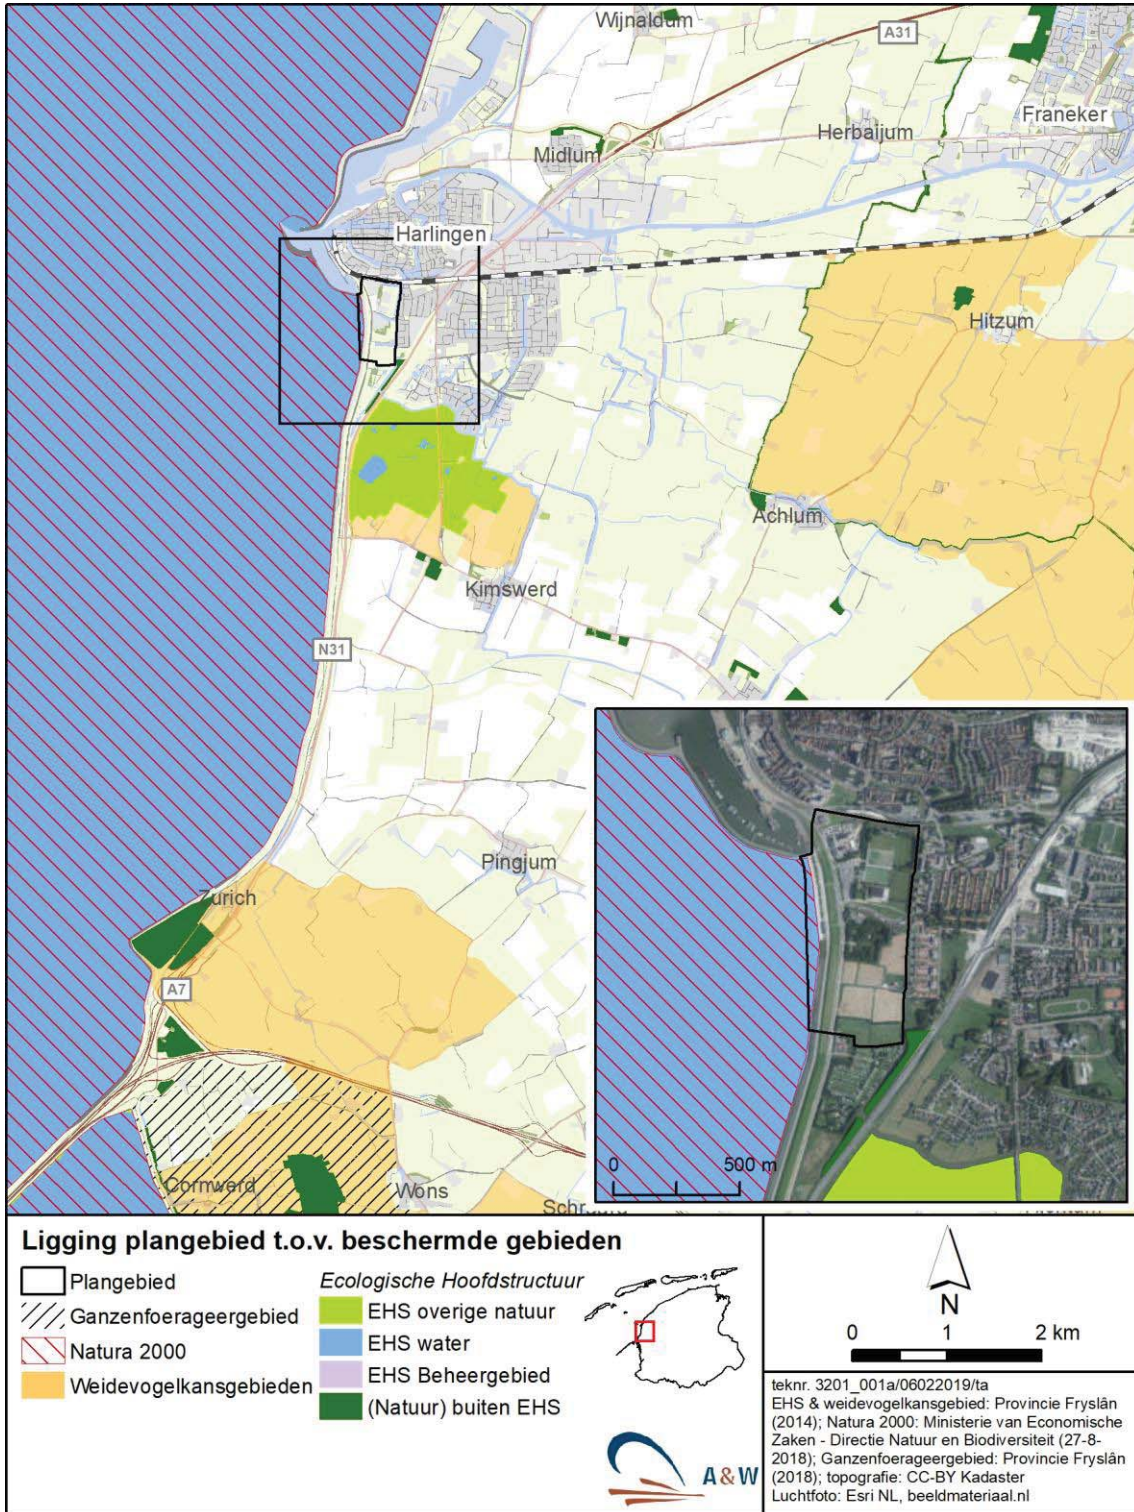 Wijnaldum
A31
Franeker
Herbaijum
Midlum
Harlingen
Hitzum
Achlum
Kimswerd
N31
Pingjum
Zurich
A7
Cornwerd
Wons
0 500 m
Ligging plangebied t.o.v. beschermde gebieden
Plangebied
Ganzenfoerageergebied
Natura 2000
Weidevogelkansgebieden
Ecologische Hoofdstructuur
EHS overige natuur
EHS water
EHS Beheergebied
(Natuur) buiten EHS
A&W
N
0 1 2 km
teknr. 3201_001a/06022019/ta
EHS & weidevogelkansgebied: Provincie Fryslân
(2014); Natura 2000: Ministerie van Economische
Zaken - Directie Natuur en Biodiversiteit (27-8-
2018); Ganzenfoerageergebied: Provincie Fryslân
(2018); topografie: CC-BY Kadaster
Luchtfoto: Esri NL, beeldmateriaal.nl